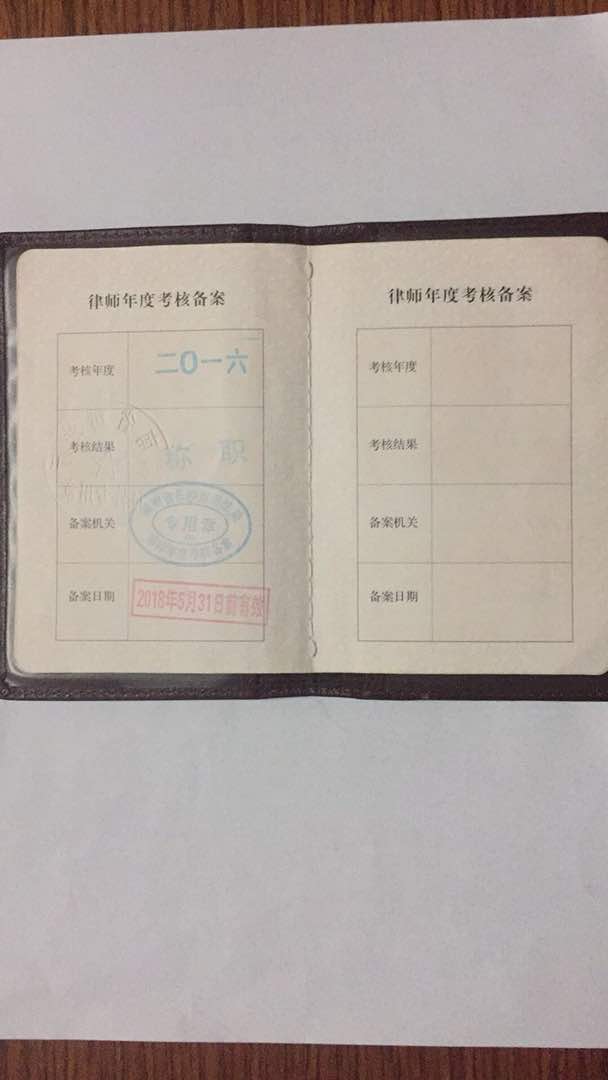 律师年度考核备案
考核年度 二〇一六
考核结果 称职
备案机关 专用章
备案日期 2018年5月31日前有效
律师年度考核备案
考核年度
考核结果
备案机关
备案日期